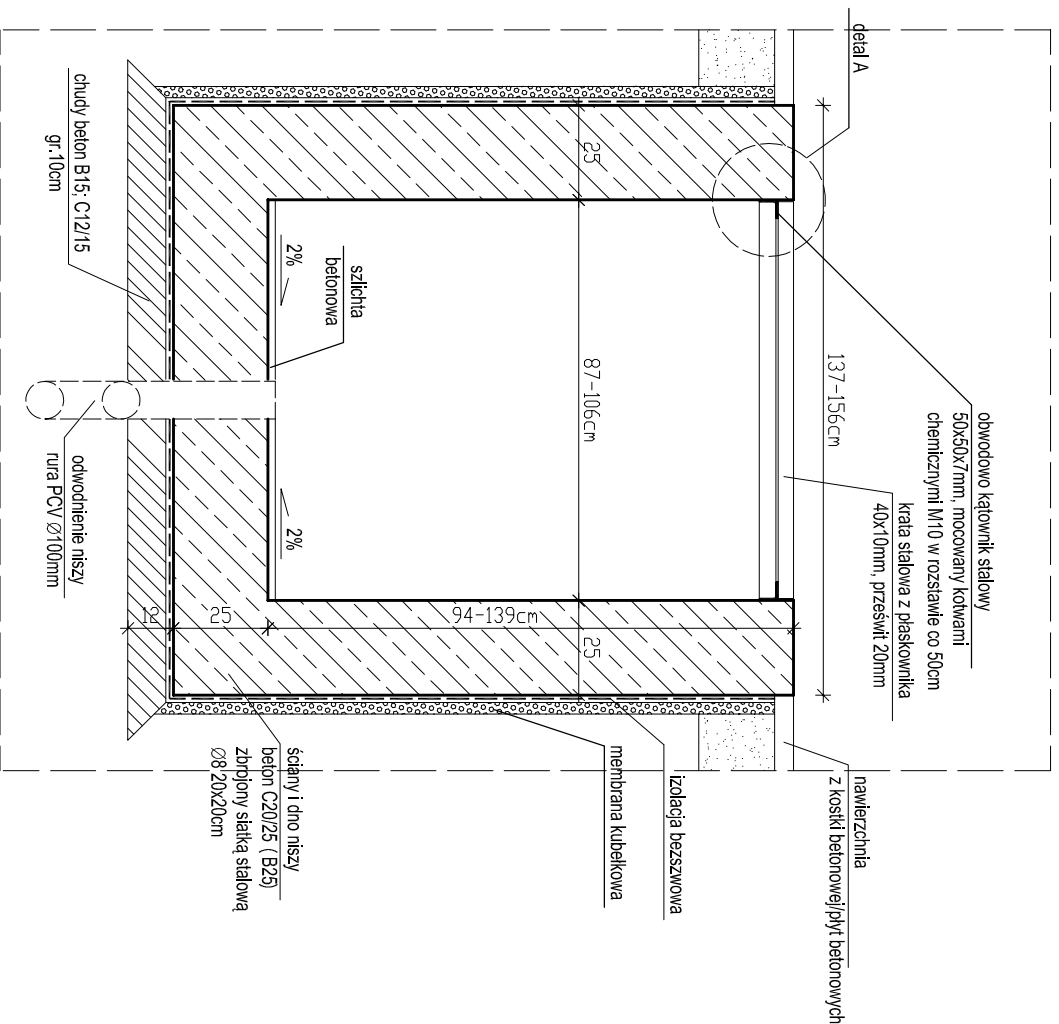 detal A
obwodowo kątownik stalowy
50x50x7mm, mocowany kotwami
chemicznymi M10 w rozstawie co 50cm
krata stalowa z płaskownika
40x10mm, prześwit 20mm
137-156cm
nawierzchnia
z kostki betonowej/płyt betonowych
25
87-106cm
25
94-139cm
25
12
izolacja bezszwowa
membrana kubełkowa
szlichta
betonowa
2%
2%
ściany i dno niszy
beton C20/25 ( B25)
zbrojony siatką stalową
Ø8 20x20cm
chudy beton B15; C12/15
gr.10cm
odwodnienie niszy
rura PCV Ø100mm